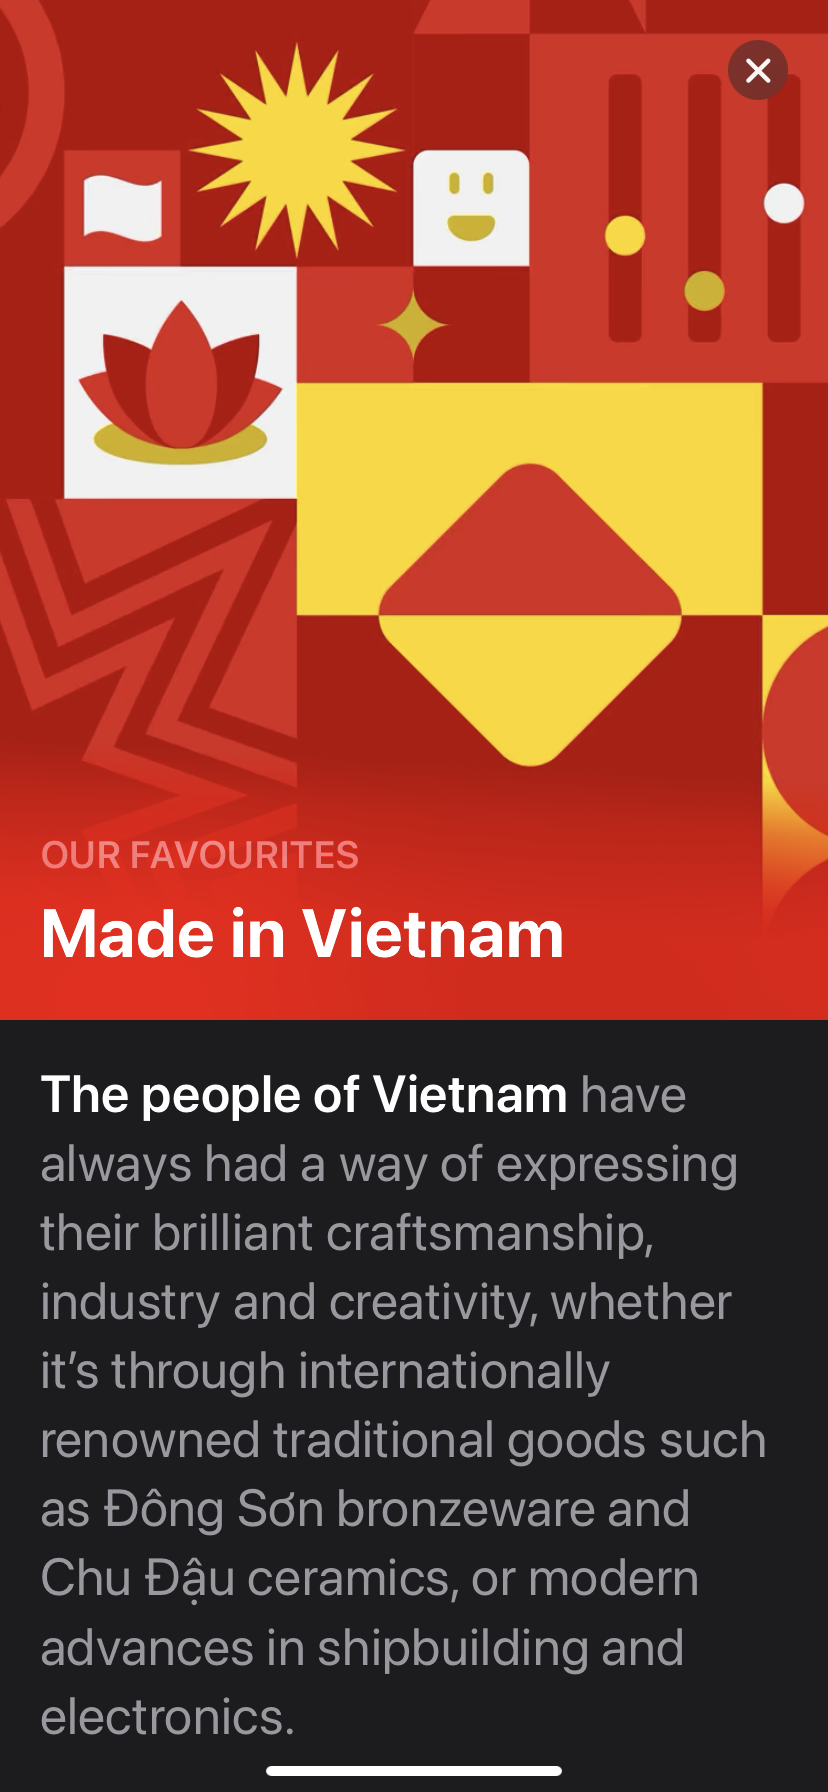 OUR FAVOURITES
Made in Vietnam
The people of Vietnam have
always had a way of expressing
their brilliant craftsmanship,
industry and creativity, whether
it’s through internationally
renowned traditional goods such
as Đông Sơn bronzeware and
Chu Đậu ceramics, or modern
advances in shipbuilding and
electronics.